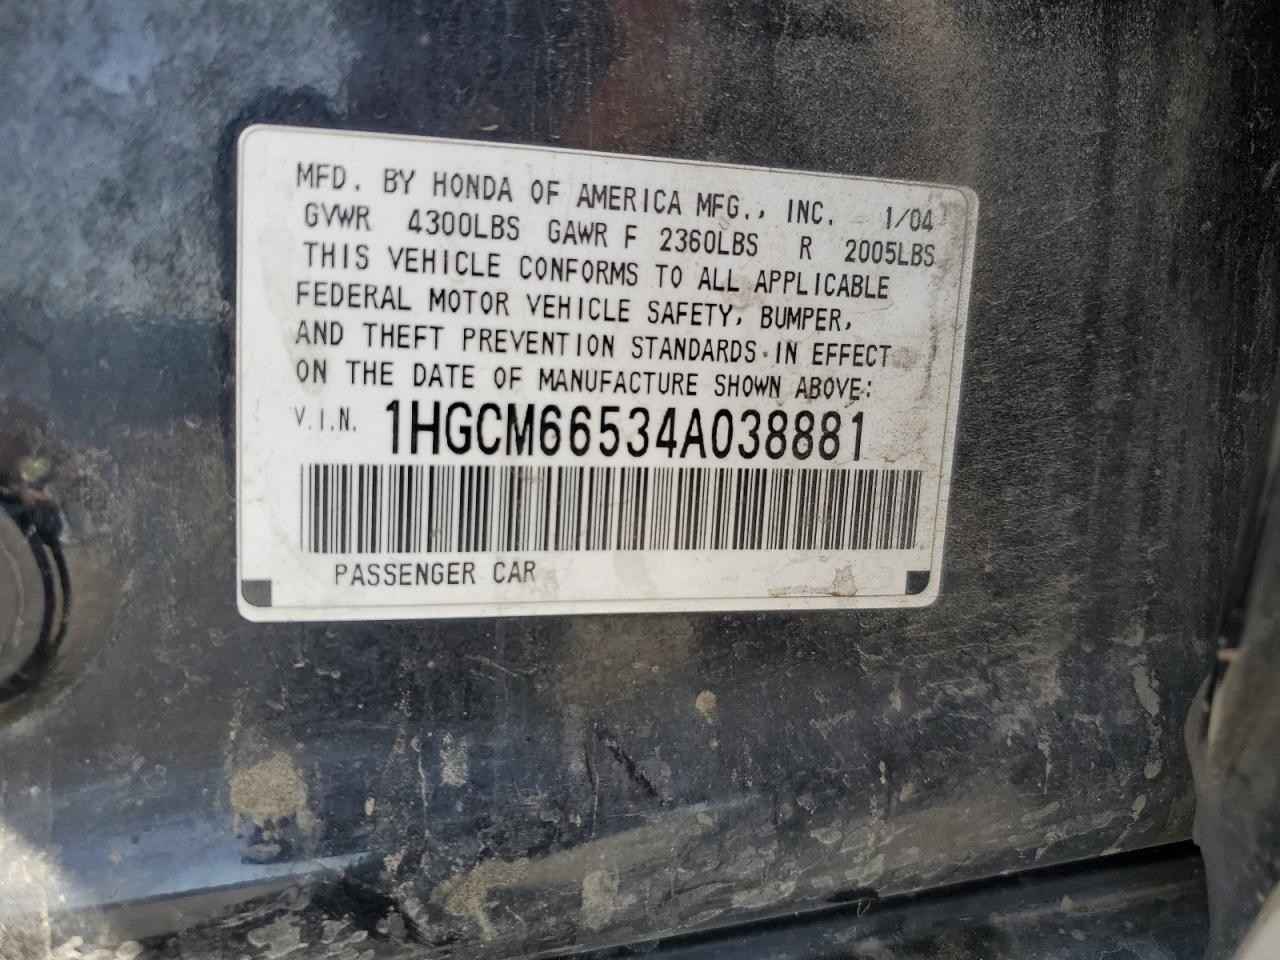 MFD. BY HONDA OF AMERICA MFG., INC. 1/04
GVWR 4300LBS GAWR F 2360LBS R 2005LBS
THIS VEHICLE CONFORMS TO ALL APPLICABLE
FEDERAL MOTOR VEHICLE SAFETY, BUMPER,
AND THEFT PREVENTION STANDARDS IN EFFECT
ON THE DATE OF MANUFACTURE SHOWN ABOVE:
V.I.N. 1HGCM66534A038881
PASSENGER CAR